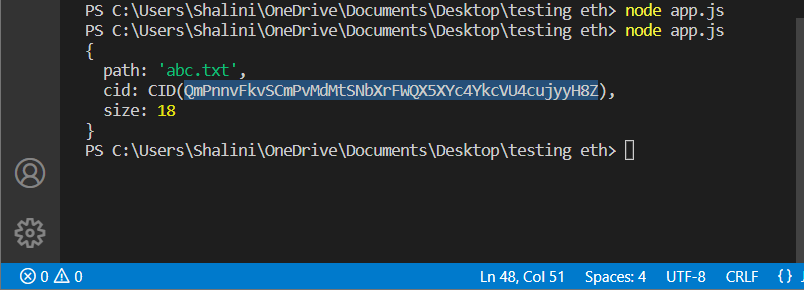 PS C:\Users\Shalini\OneDrive\Documents\Desktop\testing eth> node app.js
PS C:\Users\Shalini\OneDrive\Documents\Desktop\testing eth> node app.js
{
  path: 'abc.txt',
  cid: CID(QmPnnvFkvSCmPvMdMtSNbXrFWQX5XYc4YkcVU4cujyyH8Z),
  size: 18
}
PS C:\Users\Shalini\OneDrive\Documents\Desktop\testing eth>
0 0 Ln 48, Col 51 Spaces: 4 UTF-8 CRLF {}